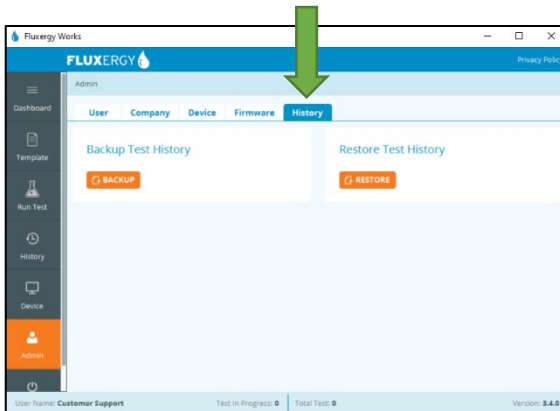 Fluxergy Works
FLUXERGY
Privacy Polic
Admin
Dashboard
User Company Device Firmware History
Template
Backup Test History
Restore Test History
BACKUP
RESTORE
Run Test
History
Device
Admin
User Name: Customer Support Test in Progress: 0 Total Test: 0 Version: 3.4.0